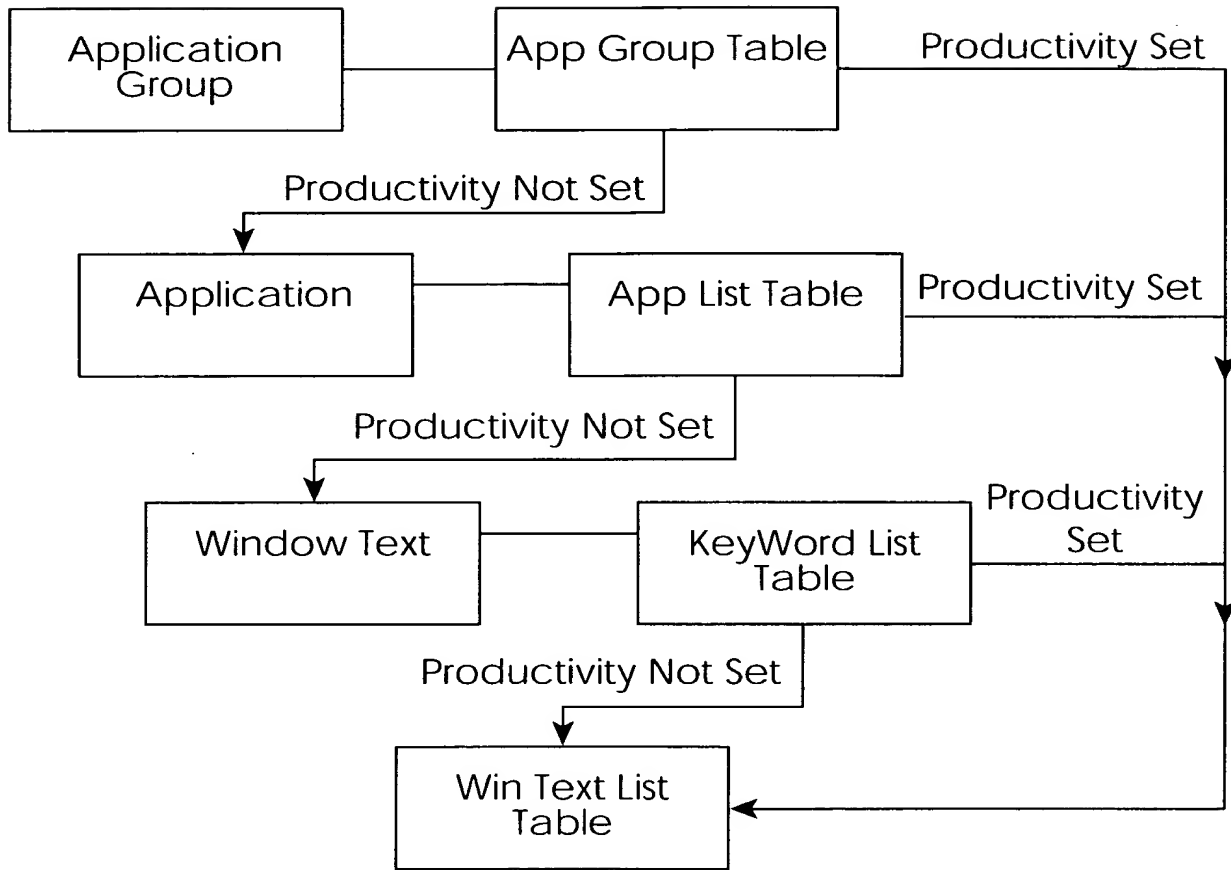 Application
Group
App Group Table
Productivity Set
Productivity Not Set
Application
App List Table
Productivity Set
Productivity Not Set
Window Text
KeyWord List
Table
Productivity
Set
Productivity Not Set
Win Text List
Table